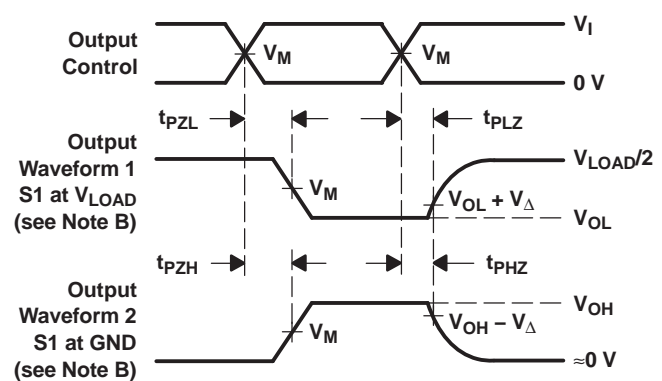 Output
Control
V_M
V_M
V_I
0 V
t_PZL
t_PLZ
Output
Waveform 1
S1 at V_LOAD
(see Note B)
V_M
V_LOAD/2
V_OL + V_Δ
V_OL
t_PZH
t_PHZ
Output
Waveform 2
S1 at GND
(see Note B)
V_M
V_OH
V_OH – V_Δ
≈0 V